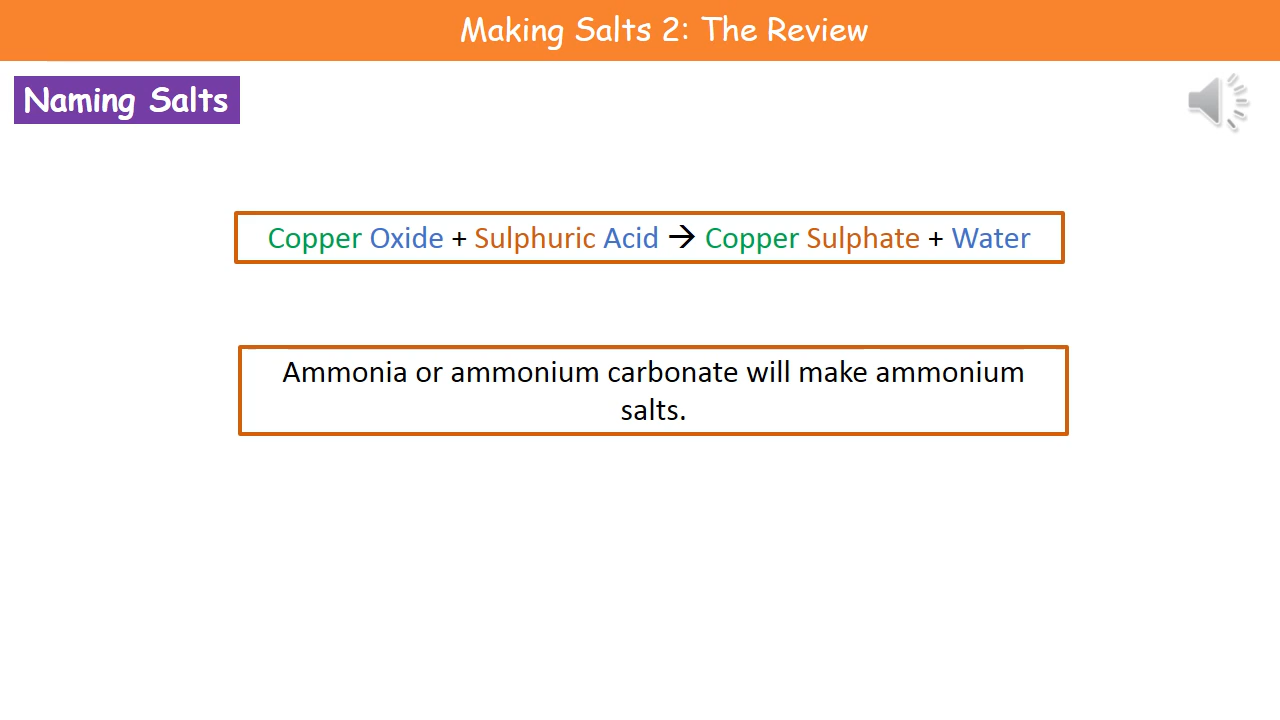 Making Salts 2: The Review
Naming Salts
Copper Oxide + Sulphuric Acid → Copper Sulphate + Water
Ammonia or ammonium carbonate will make ammonium
salts.